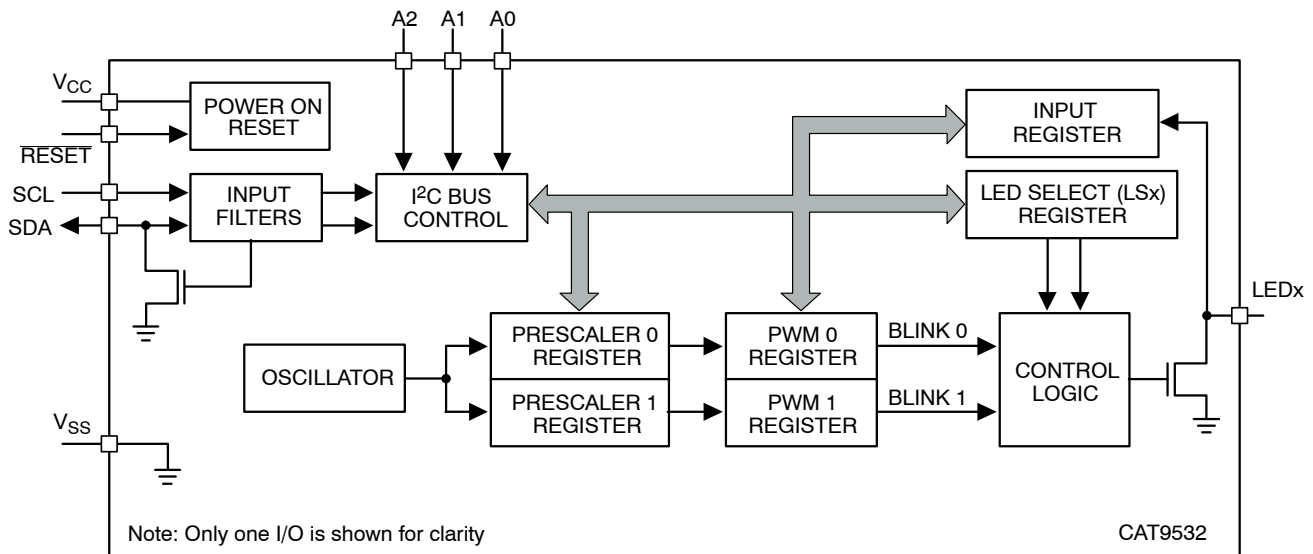 A2 A1 A0
VCC
POWER ON
RESET
RESET
SCL
SDA
INPUT
FILTERS
I2C BUS
CONTROL
INPUT
REGISTER
LED SELECT (LSx)
REGISTER
LEDx
OSCILLATOR
PRESCALER 0
REGISTER
PRESCALER 1
REGISTER
PWM 0
REGISTER
PWM 1
REGISTER
BLINK 0
BLINK 1
CONTROL
LOGIC
VSS
Note: Only one I/O is shown for clarity
CAT9532